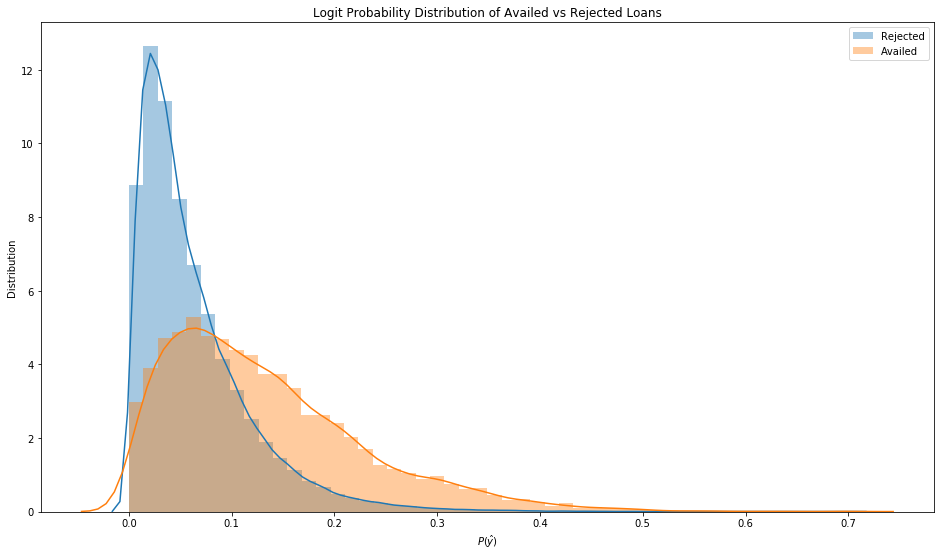 Logit Probability Distribution of Availed vs Rejected Loans
Rejected
Availed
Distribution
12
10
8
6
4
2
0
0.0 0.1 0.2 0.3 0.4 0.5 0.6 0.7
P(ŷ)